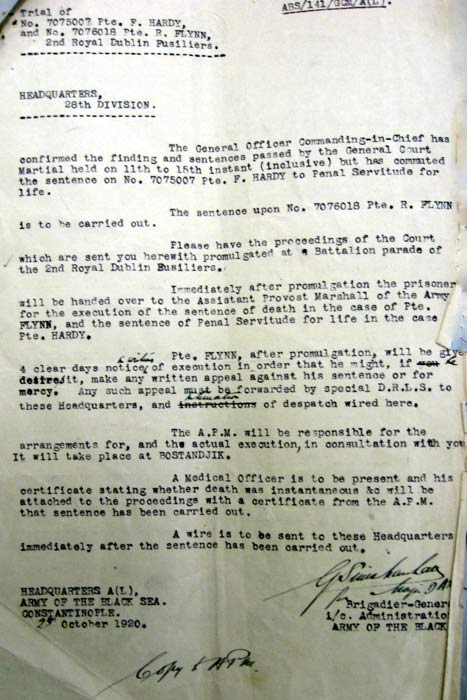 ABS/141/GCM/A(L).
Trial of
No. 7075007 Pte. F. HARDY,
and No. 7076018 Pte. R. FLYNN,
2nd Royal Dublin Fusiliers.
HEADQUARTERS,
28th DIVISION.
The General Officer Commanding-in-Chief has
confirmed the finding and sentences passed by the General Court
Martial held on 11th to 15th instant (inclusive) but has commuted
the sentence on No. 7075007 Pte. F. HARDY to Penal Servitude for
life.
The sentence upon No. 7076018 Pte. R. FLYNN
is to be carried out.
Please have the proceedings of the Court
which are sent you herewith promulgated at a Battalion parade of
the 2nd Royal Dublin Fusiliers.
Immediately after promulgation the prisoner
will be handed over to the Assistant Provost Marshall of the Army
for the execution of the sentence of death in the case of Pte.
FLYNN, and the sentence of Penal Servitude for life in the case
Pte. HARDY.
Pte. FLYNN, after promulgation, will be give
4 clear days notice, of execution in order that he might, if you he
desires it, make any written appeal against his sentence or for
mercy. Any such appeal must be forwarded by special D.R.L.S. to
these Headquarters, and instructions of despatch wired here.
The A.P.M. will be responsible for the
arrangements for, and the actual execution, in consultation with you
It will take place at BOSTANDJIK.
A Medical Officer is to be present and his
certificate stating whether death was instantaneous &c will be
attached to the proceedings with a certificate from the A.P.M.
that sentence has been carried out.
A wire is to be sent to these Headquarters
immediately after the sentence has been carried out.
HEADQUARTERS A(L),
ARMY OF THE BLACK SEA.
CONSTANTINOPLE.
October 1920.
Brigadier-Gener
i/c. Administratio
ARMY OF THE BLACK
Copy to APM.